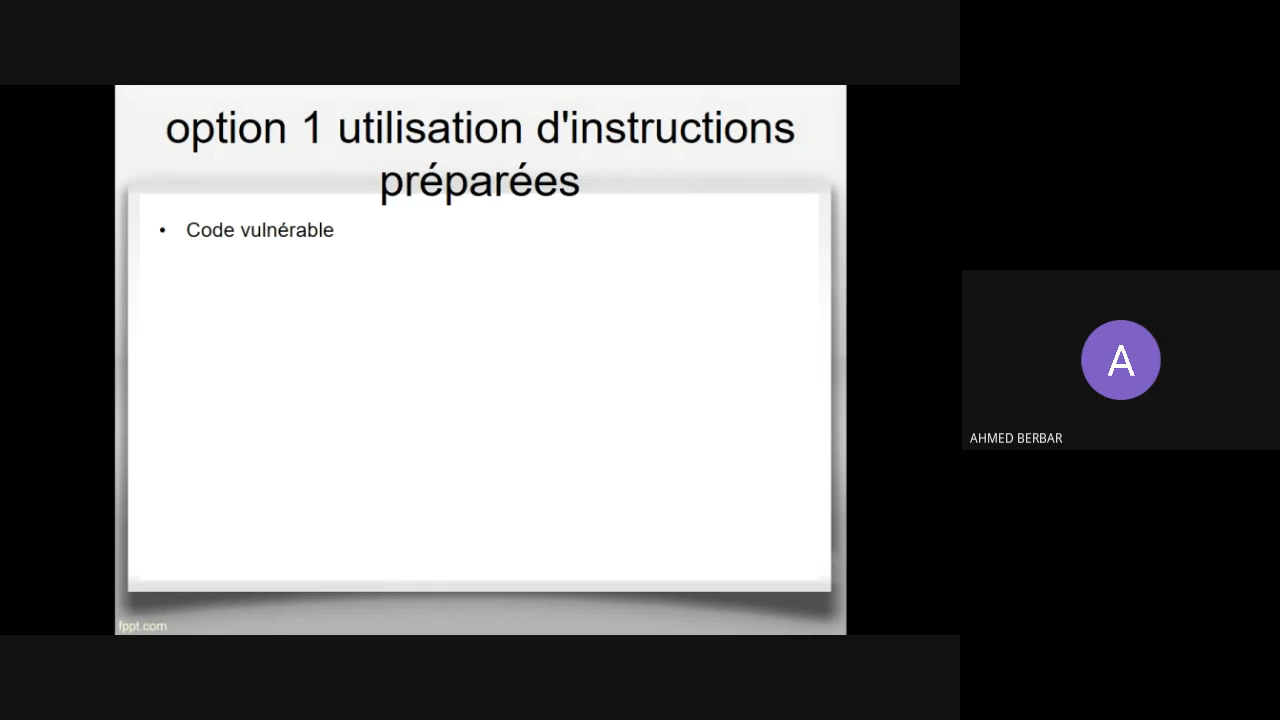 option 1 utilisation d'instructions
préparées
• Code vulnérable
fppt.com
A
AHMED BERBAR